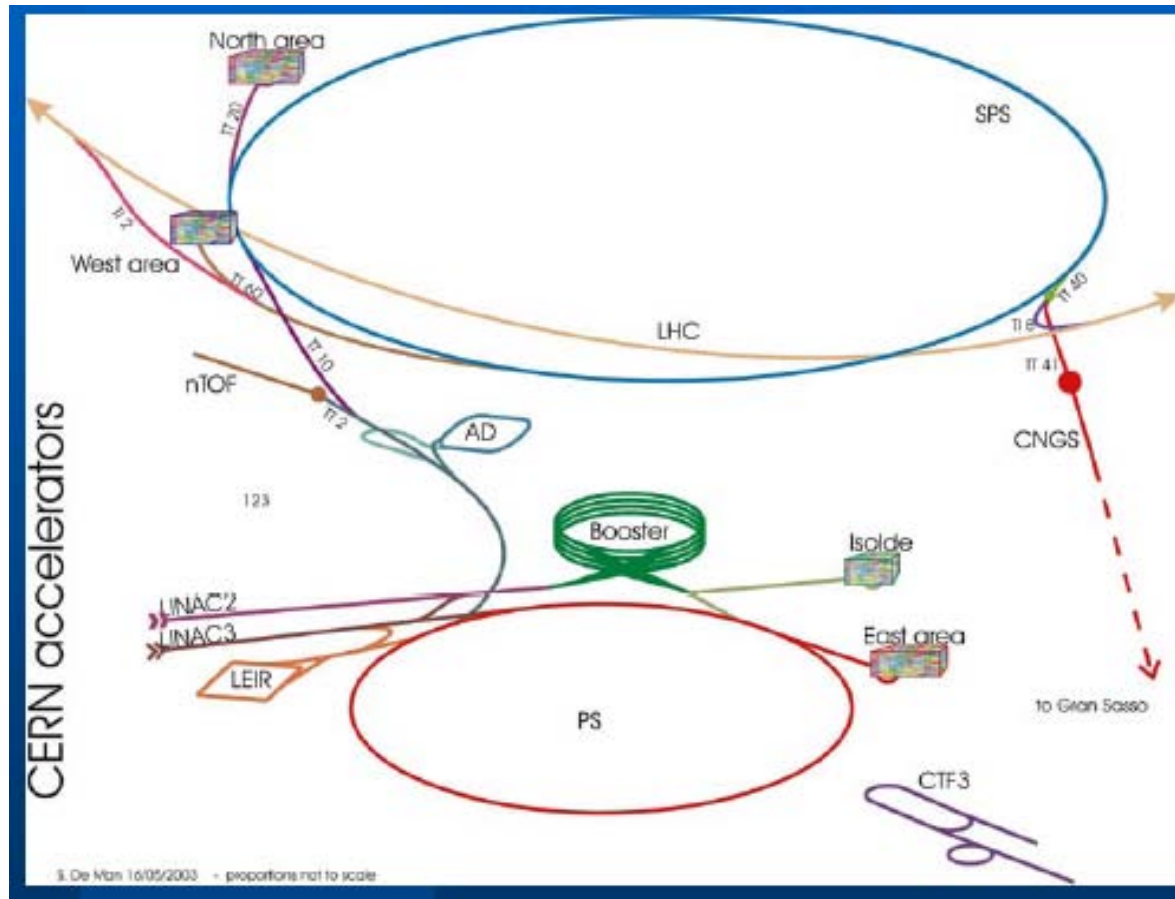 North area
SPS
TT 20
TI 2
West area
TT 60
TT 40
LHC
TI 8
TT 10
TT 41
nTOF
TT 2
AD
CNGS
CERN accelerators
123
Booster
Isolde
LINAC2
LINAC3
East area
LEIR
PS
to Gran Sasso
CTF3
S. De Man 16/05/2003 - proportions not to scale